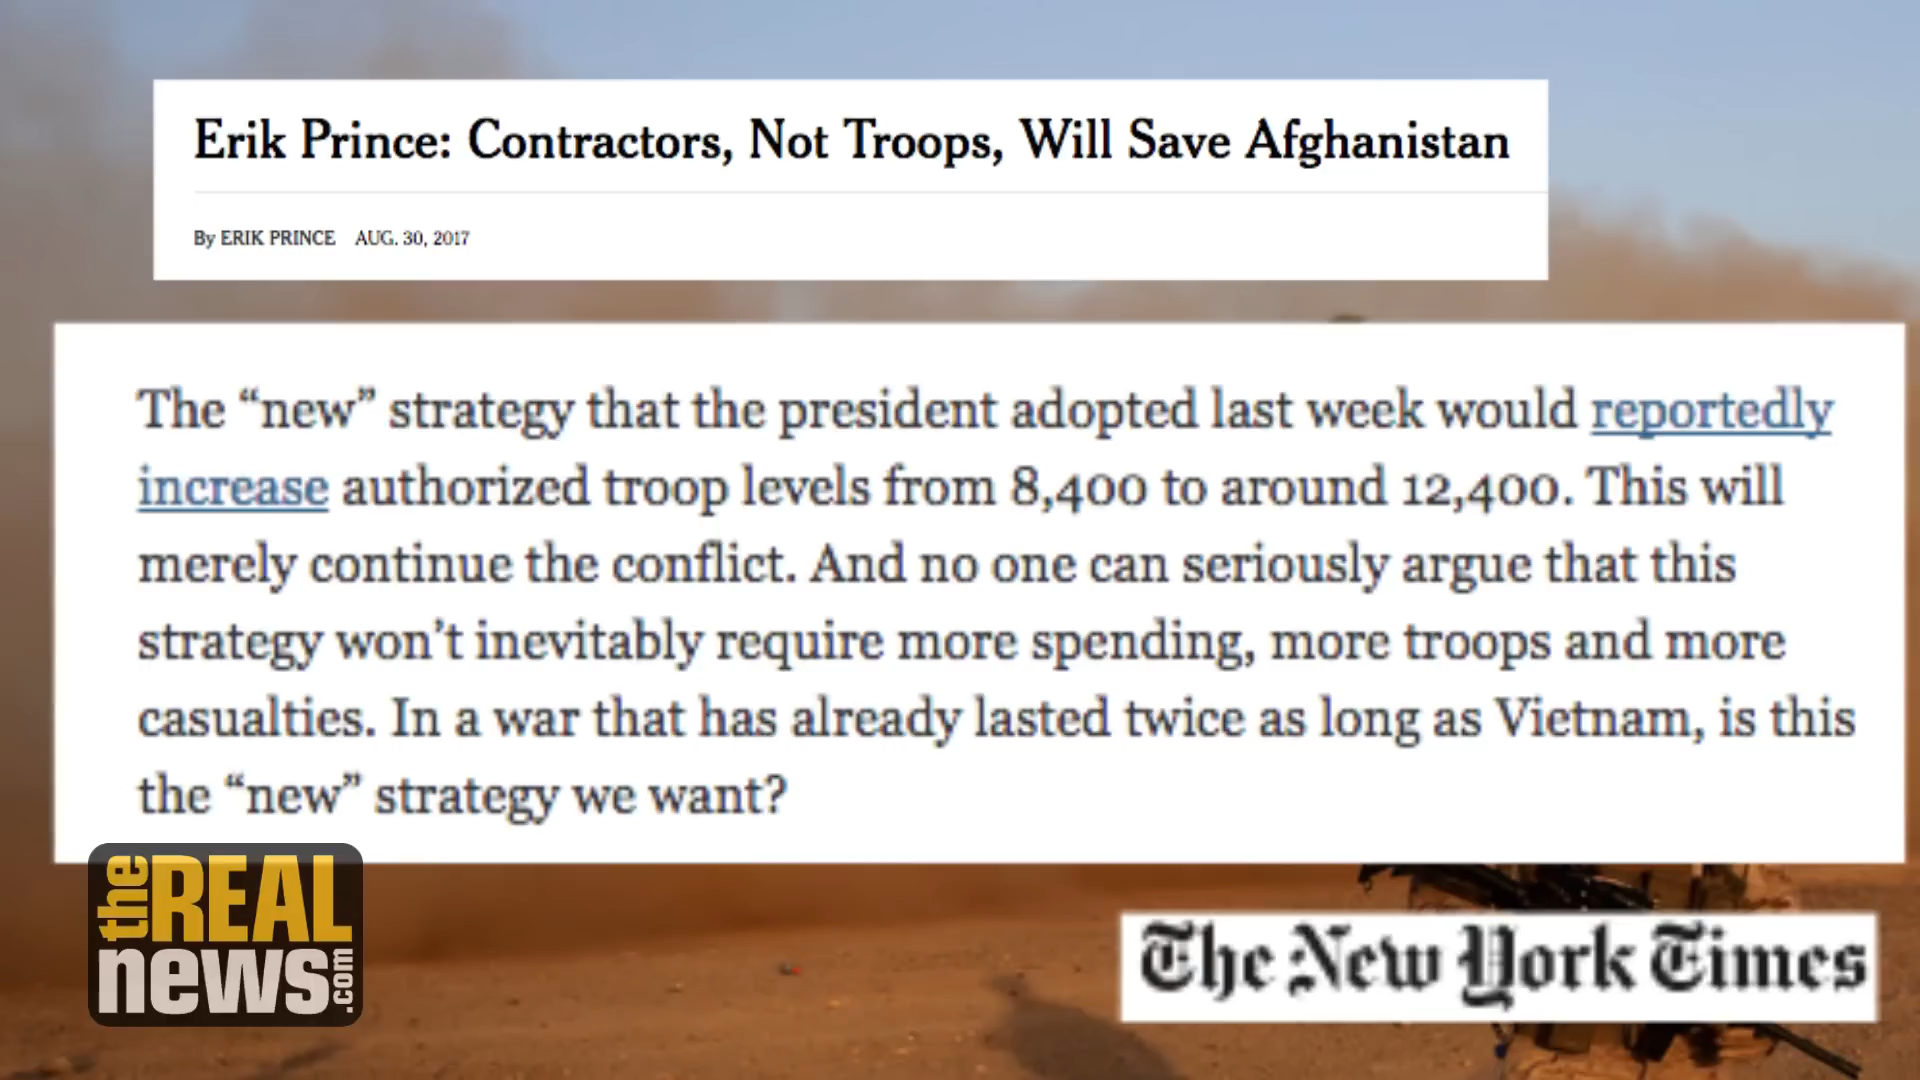 Erik Prince: Contractors, Not Troops, Will Save Afghanistan
By ERIK PRINCE AUG. 30, 2017
The “new” strategy that the president adopted last week would reportedly
increase authorized troop levels from 8,400 to around 12,400. This will
merely continue the conflict. And no one can seriously argue that this
strategy won’t inevitably require more spending, more troops and more
casualties. In a war that has already lasted twice as long as Vietnam, is this
the “new” strategy we want?
the REAL
news.com
The New York Times